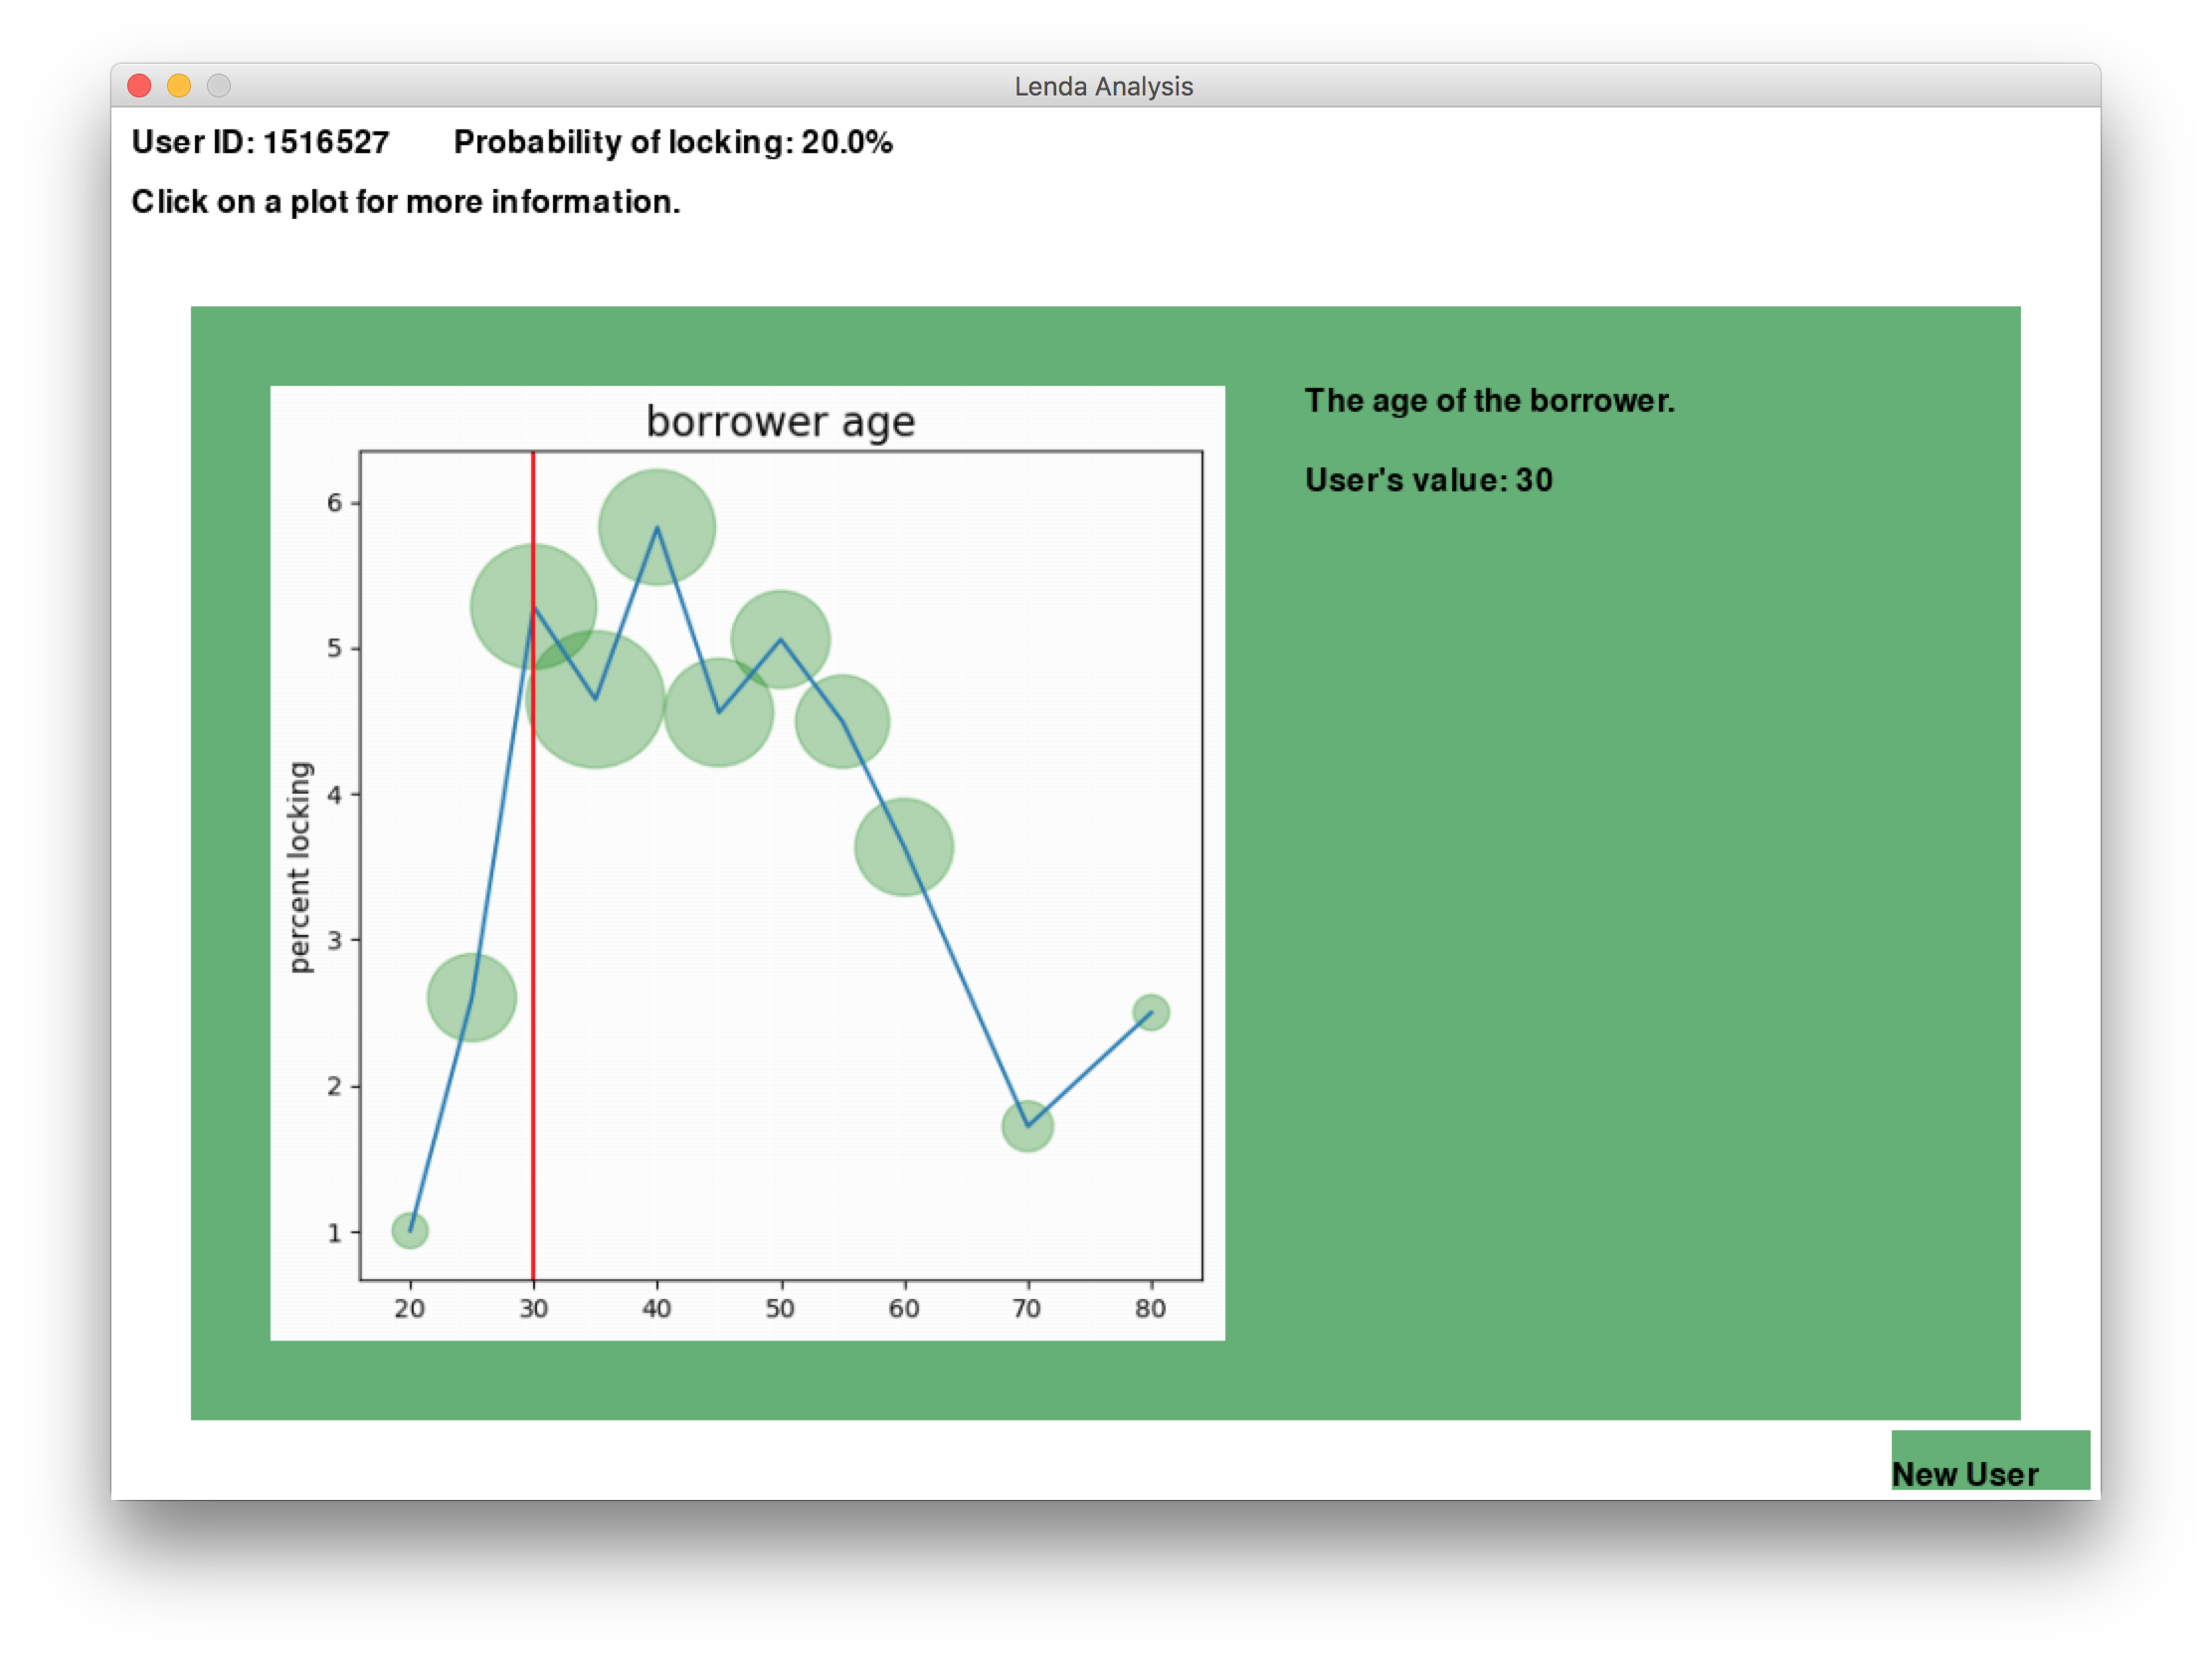 Lenda Analysis
User ID: 1516527 Probability of locking: 20.0%
Click on a plot for more information.
borrower age
The age of the borrower.
User's value: 30
percent locking
6
5
4
3
2
1
20 30 40 50 60 70 80
New User